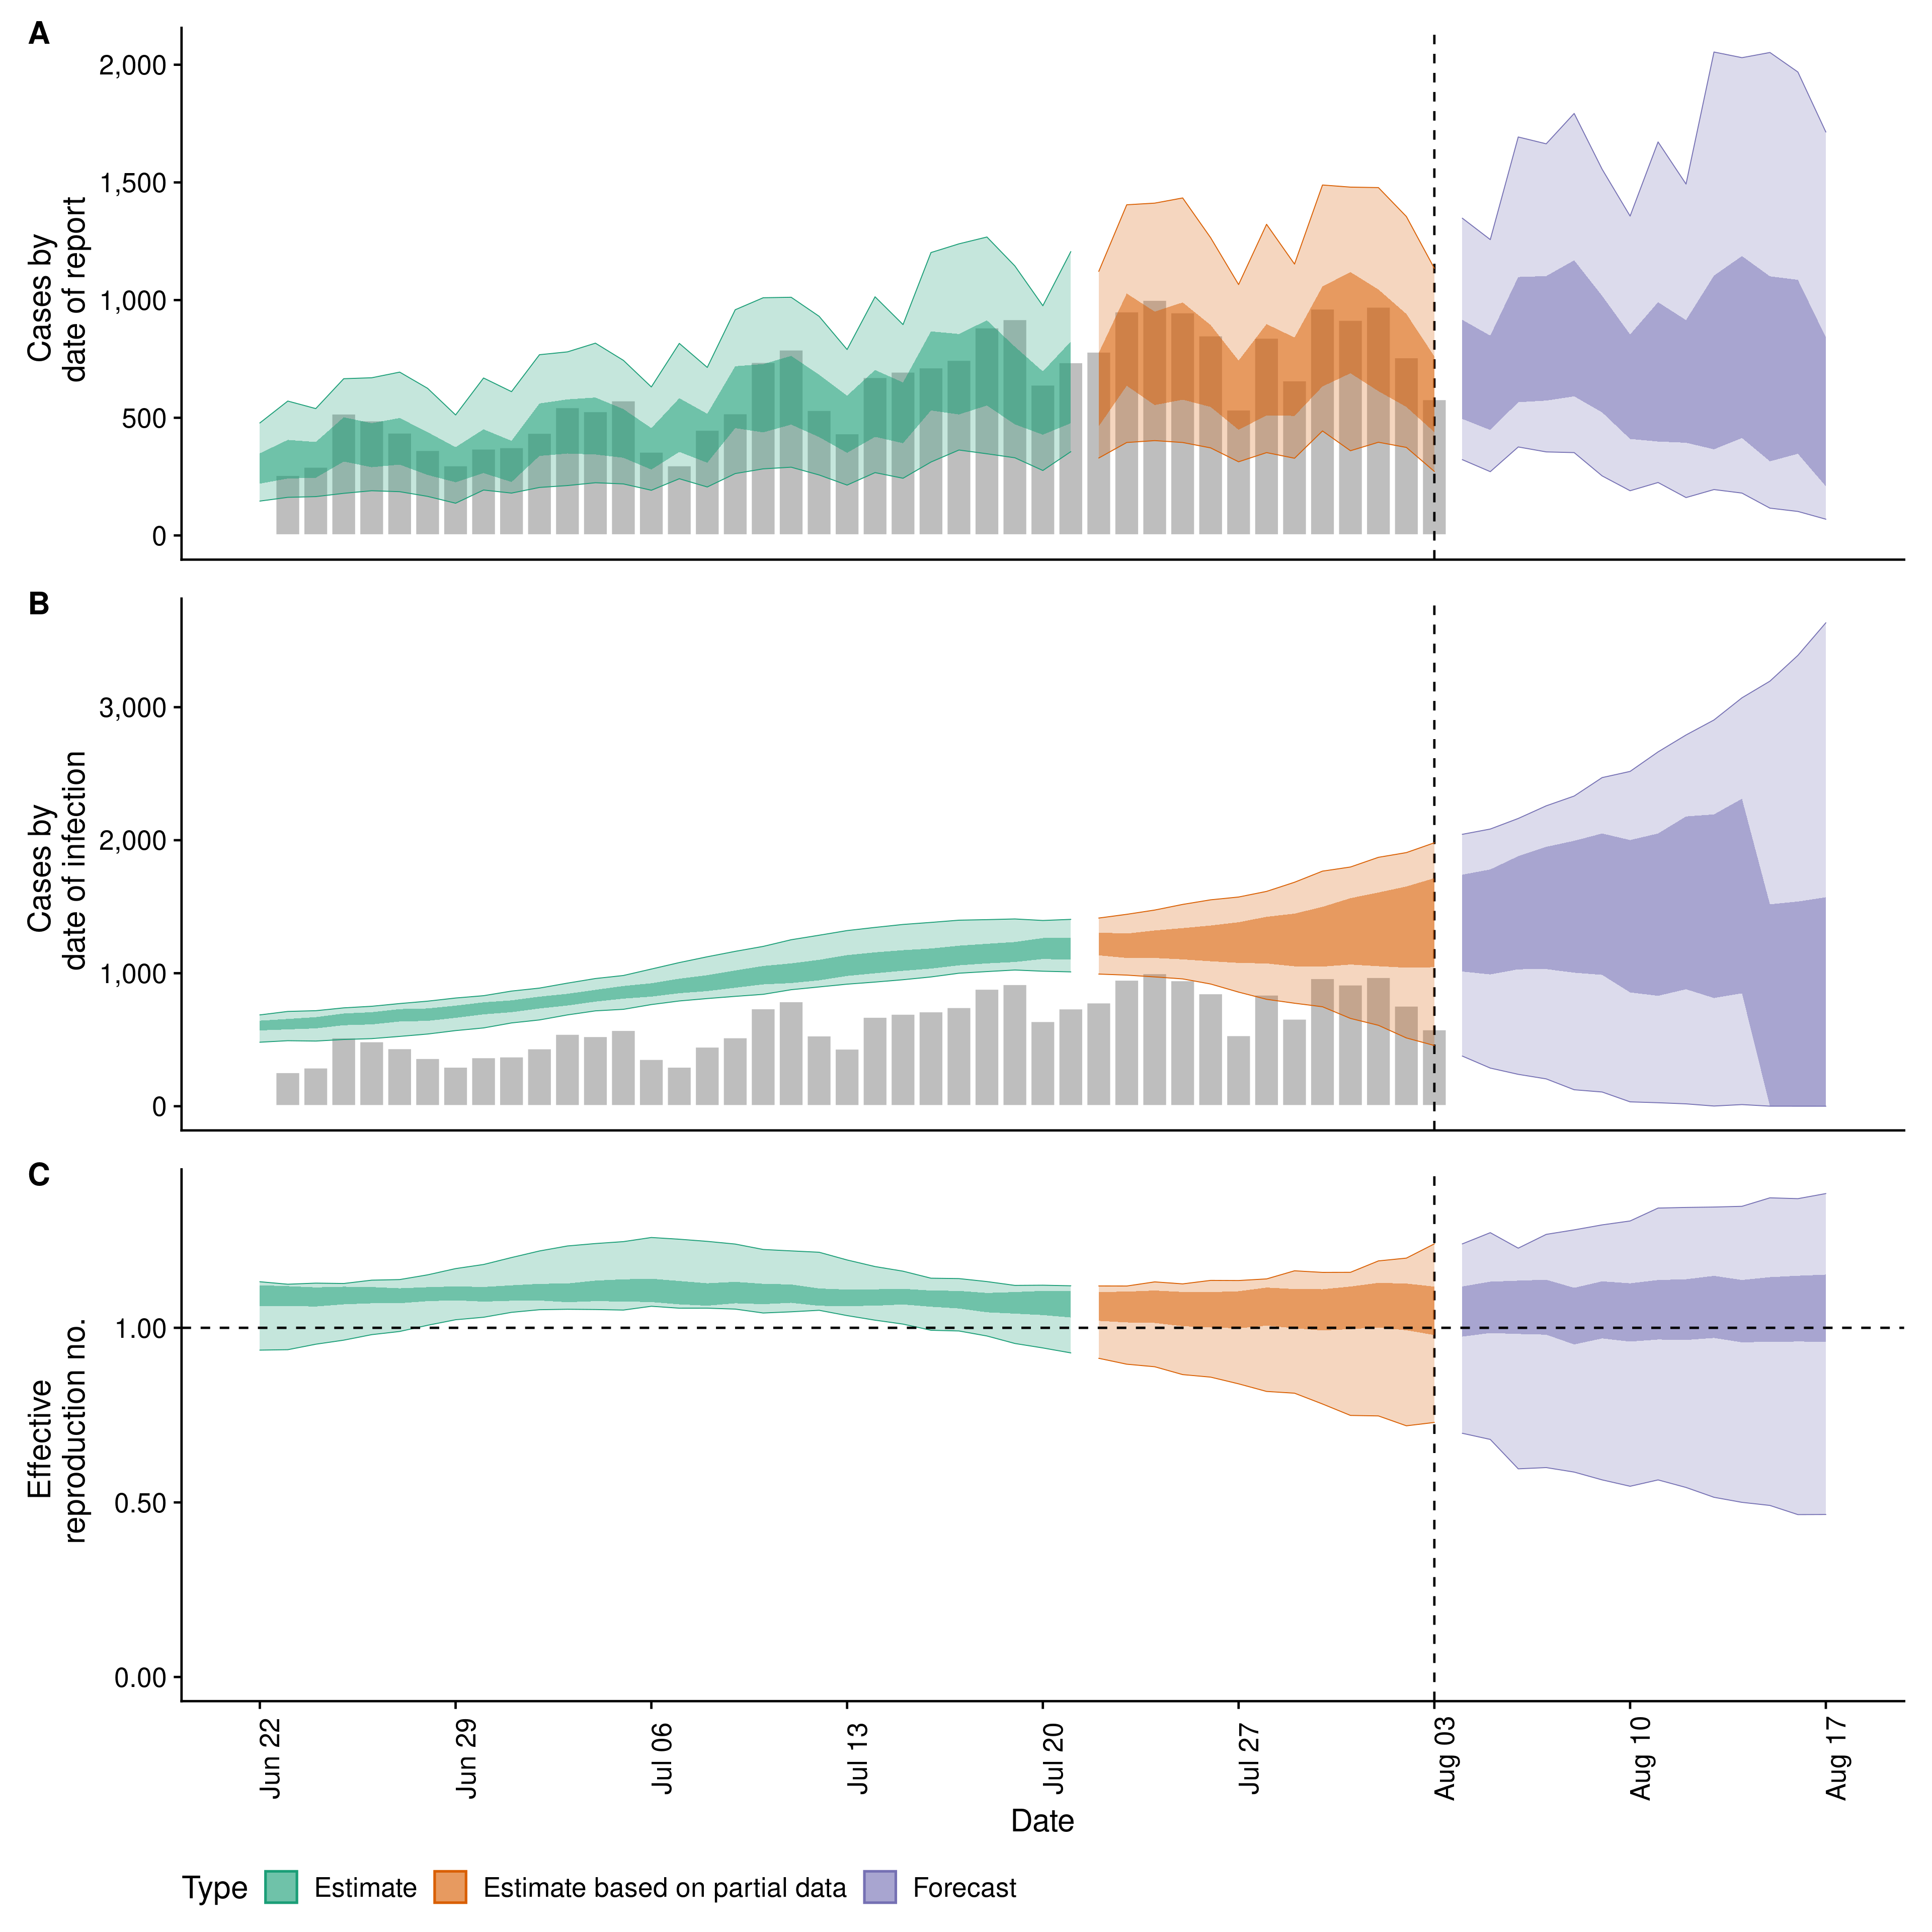 A
2,000
1,500
1,000
500
0
Cases by
date of report
B
3,000
2,000
1,000
0
Cases by
date of infection
C
1.00
0.50
0.00
Effective
reproduction no.
Jun 22
Jun 29
Jul 06
Jul 13
Jul 20
Jul 27
Aug 03
Aug 10
Aug 17
Date
Type Estimate Estimate based on partial data Forecast